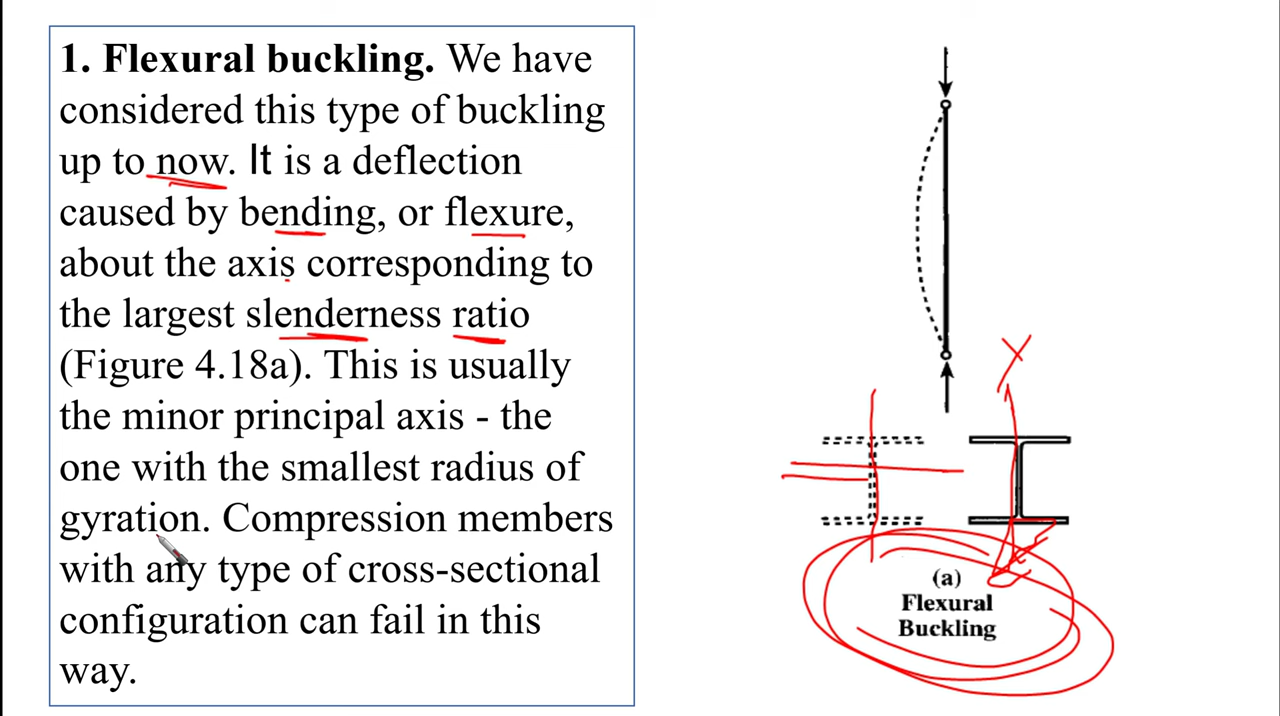 1. Flexural buckling. We have
considered this type of buckling
up to now. It is a deflection
caused by bending, or flexure,
about the axis corresponding to
the largest slenderness ratio
(Figure 4.18a). This is usually
the minor principal axis - the
one with the smallest radius of
gyration. Compression members
with any type of cross-sectional
configuration can fail in this
way.
Y
(a)
Flexural
Buckling